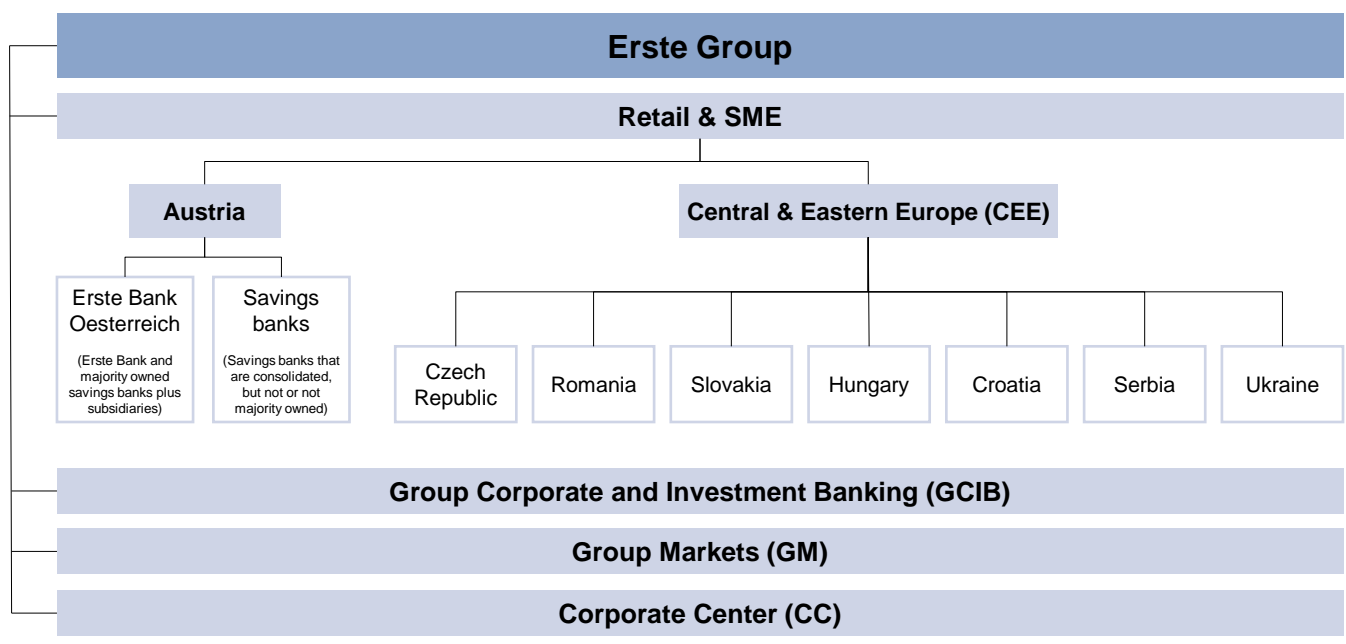 Erste Group
Retail & SME
Austria
Central & Eastern Europe (CEE)
Erste Bank
Oesterreich
(Erste Bank and
majority owned
savings banks plus
subsidiaries)
Savings
banks
(Savings banks that
are consolidated,
but not or not
majority owned)
Czech
Republic
Romania
Slovakia
Hungary
Croatia
Serbia
Ukraine
Group Corporate and Investment Banking (GCIB)
Group Markets (GM)
Corporate Center (CC)